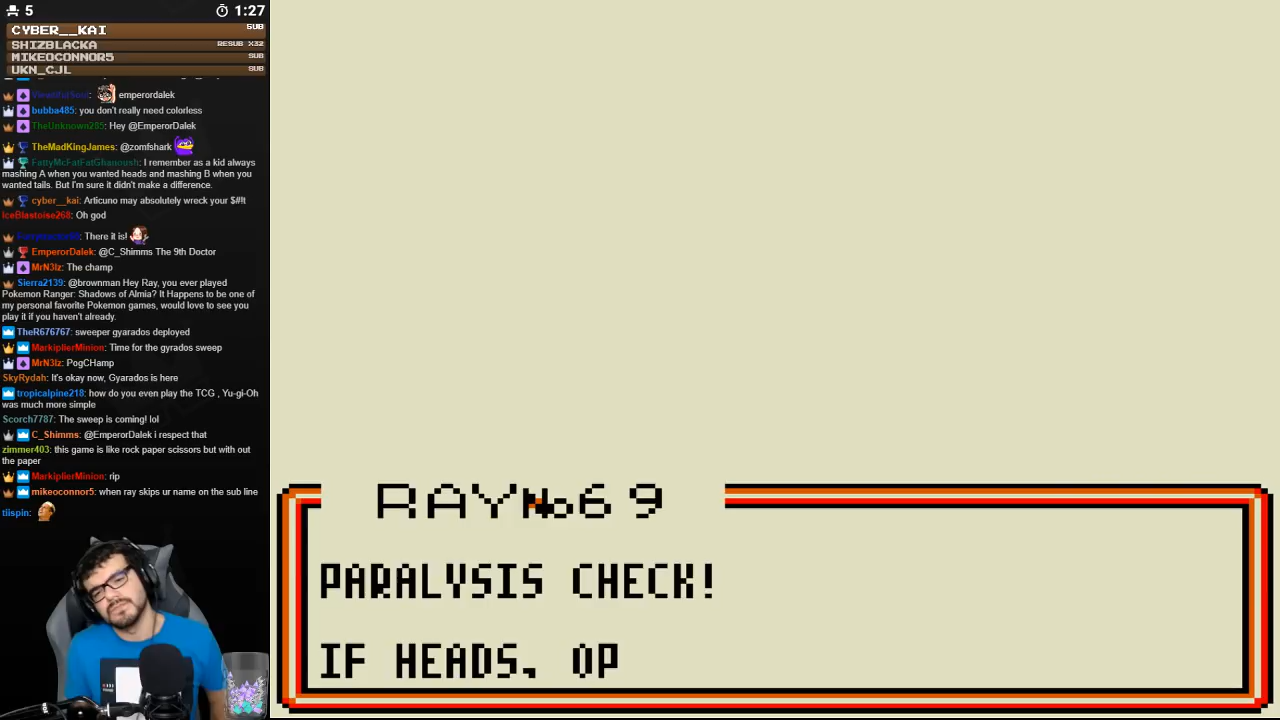 5 1:27
CYBER__KAI SUB
SHIZBLACKA RESUB X32
MIKEOCONNOR5 SUB
UKN_CJL SUB
emperordalek
bubba485: you don't really need colorless
TheUnknown285: Hey @EmperorDalek
TheMadKingJames: @zomfshark
FattyMcFatFatGhanoush: I remember as a kid always
mashing A when you wanted heads and mashing B when you
wanted tails. But I'm sure it didn't make a difference.
cyber__kai: Articuno may absolutely wreck your $#!t
IceBlastoise268: Oh god
There it is!
EmperorDalek: @C_Shimms The 9th Doctor
MrN3lz: The champ
Sierra2139: @brownman Hey Ray, you ever played
Pokemon Ranger: Shadows of Almia? It Happens to be one of
my personal favorite Pokemon games, would love to see you
play it if you haven't already.
TheR676767: sweeper gyarados deployed
MarkiplierMinion: Time for the gyrados sweep
MrN3lz: PogCHamp
SkyRydah: It's okay now, Gyarados is here
tropicalpine218: how do you even play the TCG , Yu-gi-Oh
was much more simple
Scorch7787: The sweep is coming! lol
C_Shimms: @EmperorDalek i respect that
zimmer403: this game is like rock paper scissors but with out
the paper
MarkiplierMinion: rip
mikeoconnor5: when ray skips ur name on the sub line
tiispin:
RAY№69
PARALYSIS CHECK!
IF HEADS, OP